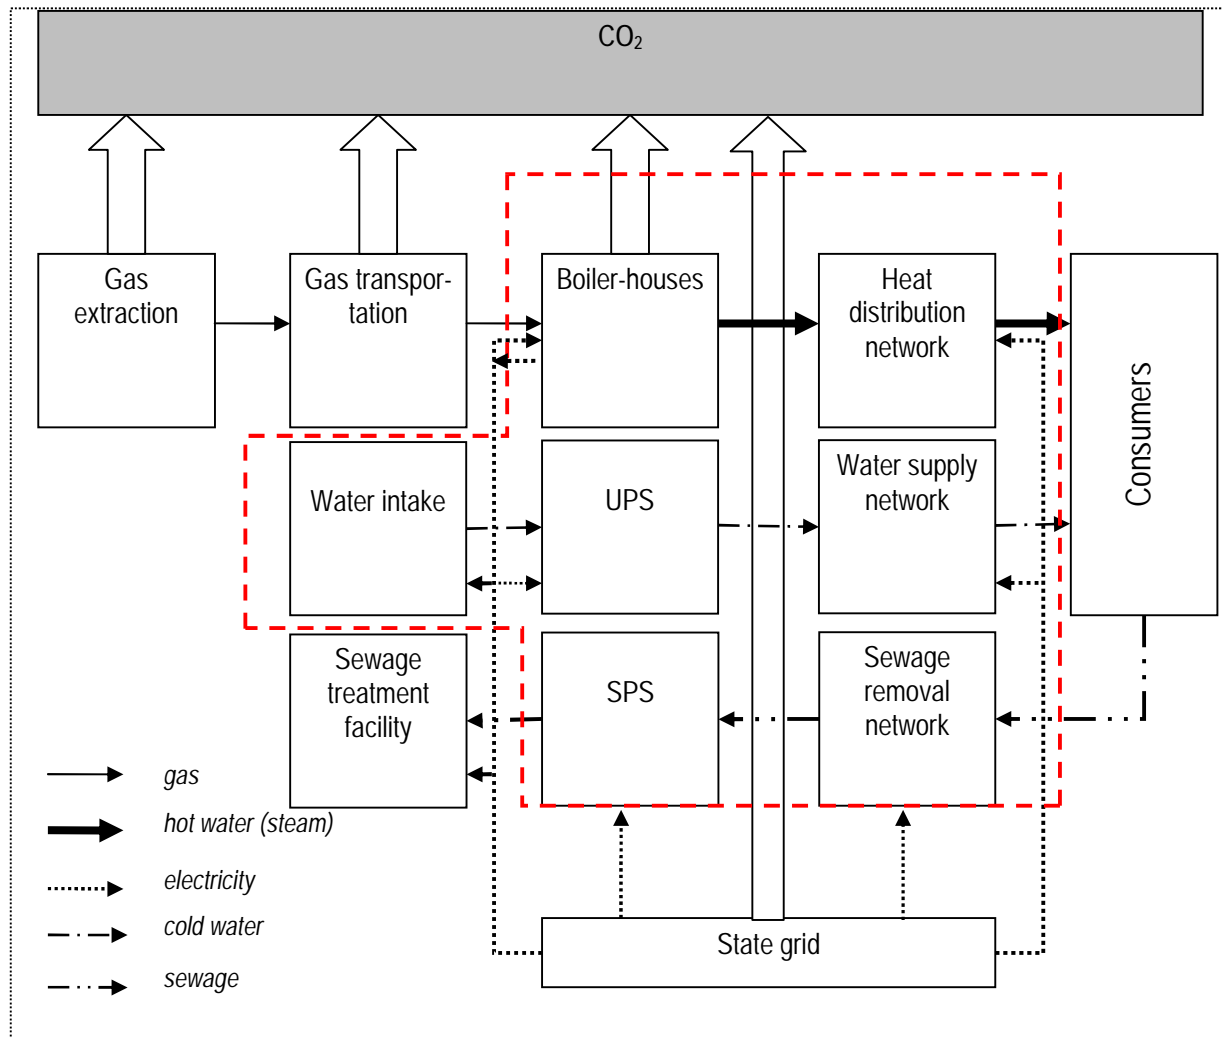 CO₂
Gas
extraction
Gas transpor-
tation
Boiler-houses
Heat
distribution
network
Consumers
Water intake
UPS
Water supply
network
Sewage
treatment
facility
SPS
Sewage
removal
network
State grid
gas
hot water (steam)
electricity
cold water
sewage